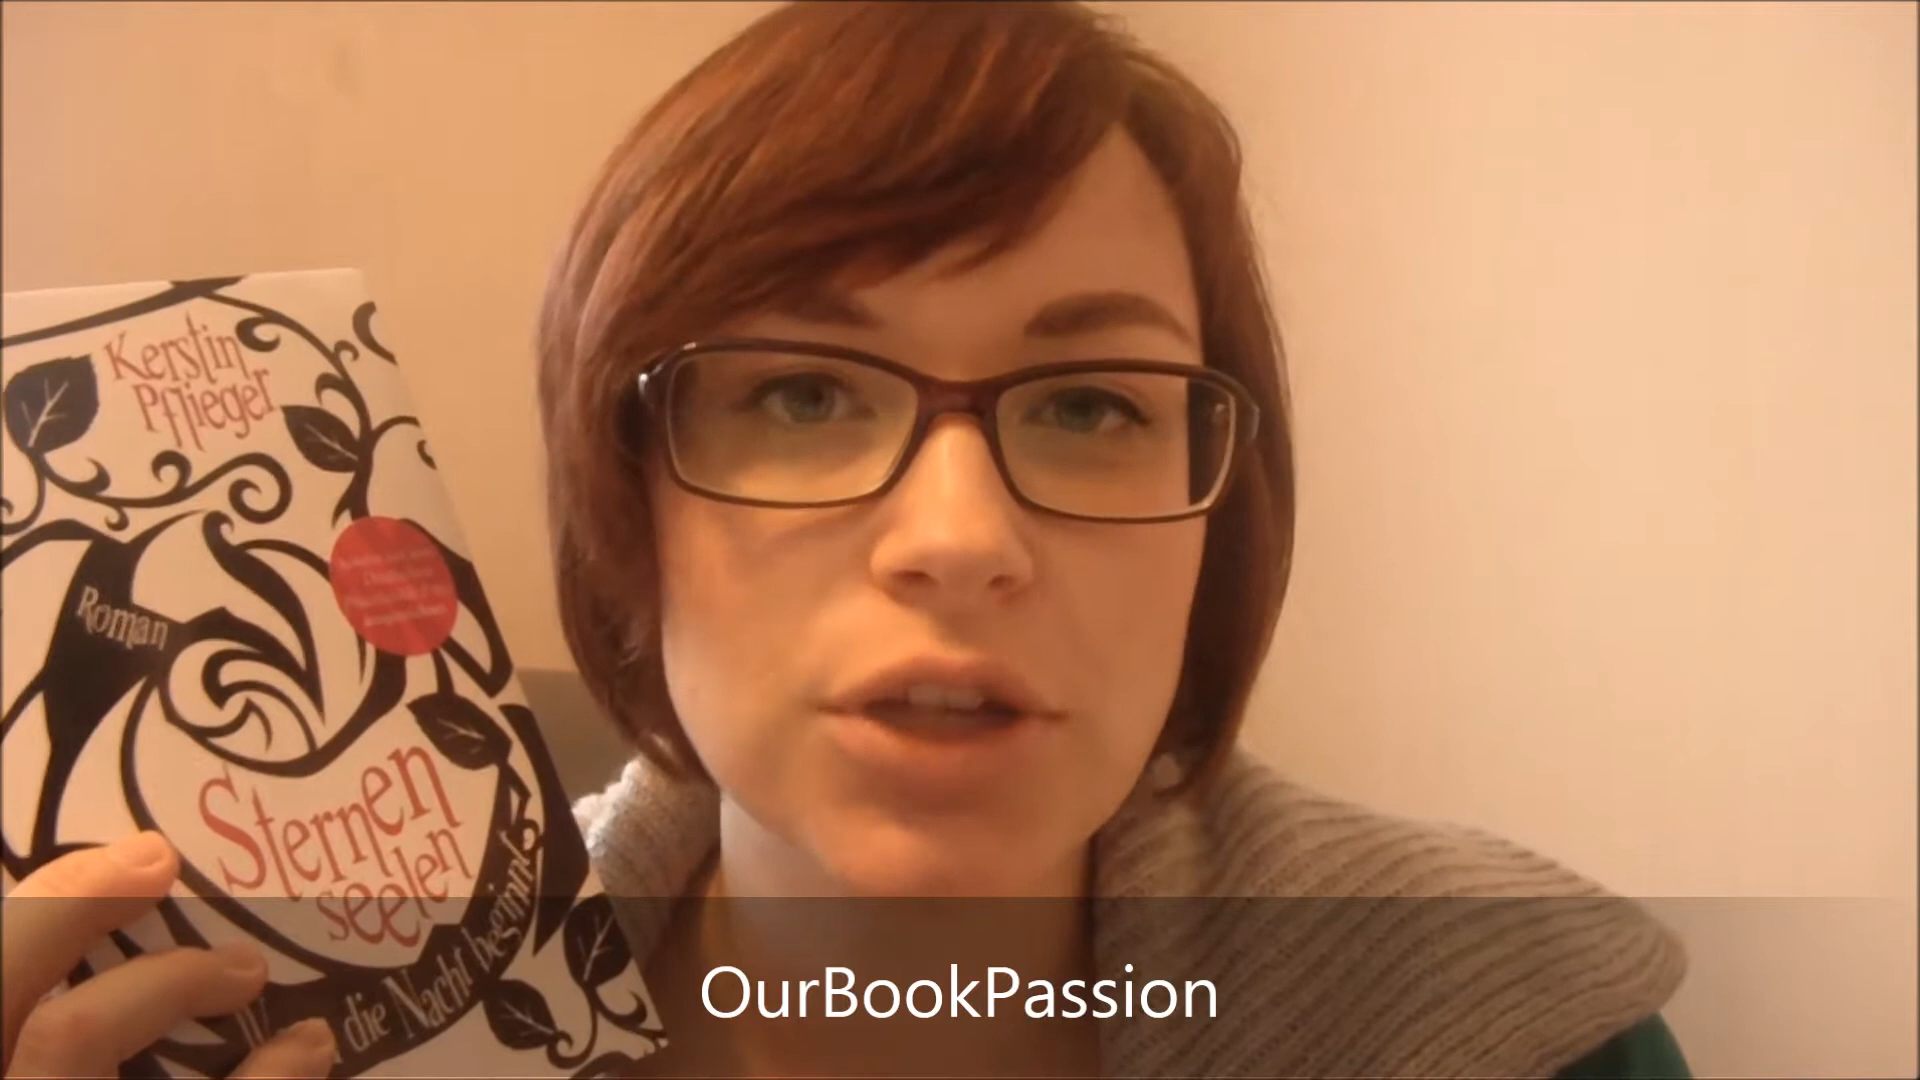 Kerstin
Pflieger
Roman
Sternen
seelen
die Nacht beginnt
OurBookPassion